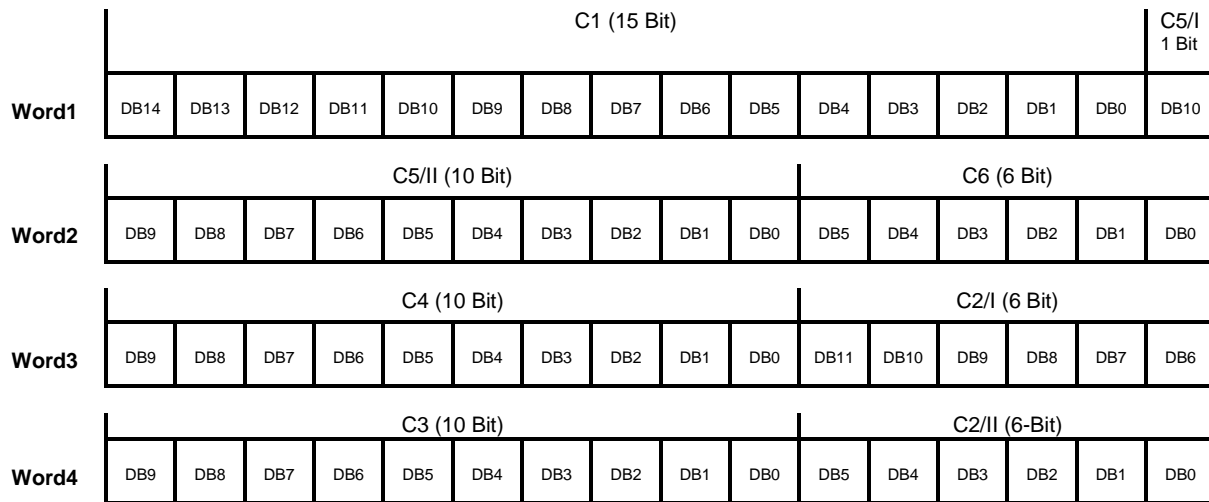 C1 (15 Bit) C5/I
1 Bit
Word1 DB14 DB13 DB12 DB11 DB10 DB9 DB8 DB7 DB6 DB5 DB4 DB3 DB2 DB1 DB0 DB10
C5/II (10 Bit) C6 (6 Bit)
Word2 DB9 DB8 DB7 DB6 DB5 DB4 DB3 DB2 DB1 DB0 DB5 DB4 DB3 DB2 DB1 DB0
C4 (10 Bit) C2/I (6 Bit)
Word3 DB9 DB8 DB7 DB6 DB5 DB4 DB3 DB2 DB1 DB0 DB11 DB10 DB9 DB8 DB7 DB6
C3 (10 Bit) C2/II (6-Bit)
Word4 DB9 DB8 DB7 DB6 DB5 DB4 DB3 DB2 DB1 DB0 DB5 DB4 DB3 DB2 DB1 DB0